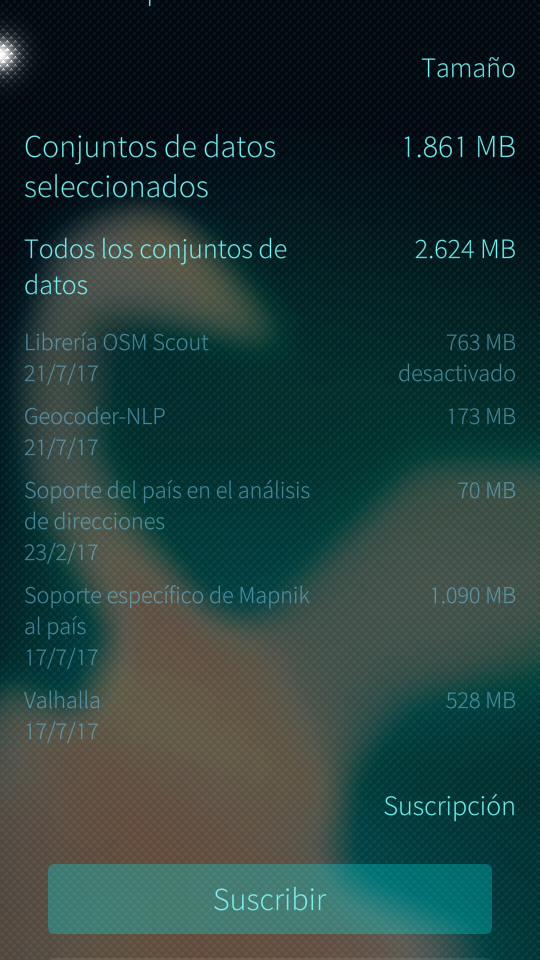 Tamaño
Conjuntos de datos 1.861 MB
seleccionados
Todos los conjuntos de 2.624 MB
datos
Librería OSM Scout 763 MB
21/7/17 desactivado
Geocoder-NLP 173 MB
21/7/17
Soporte del país en el análisis 70 MB
de direcciones
23/2/17
Soporte específico de Mapnik 1.090 MB
al país
17/7/17
Valhalla 528 MB
17/7/17
Suscripción
Suscribir